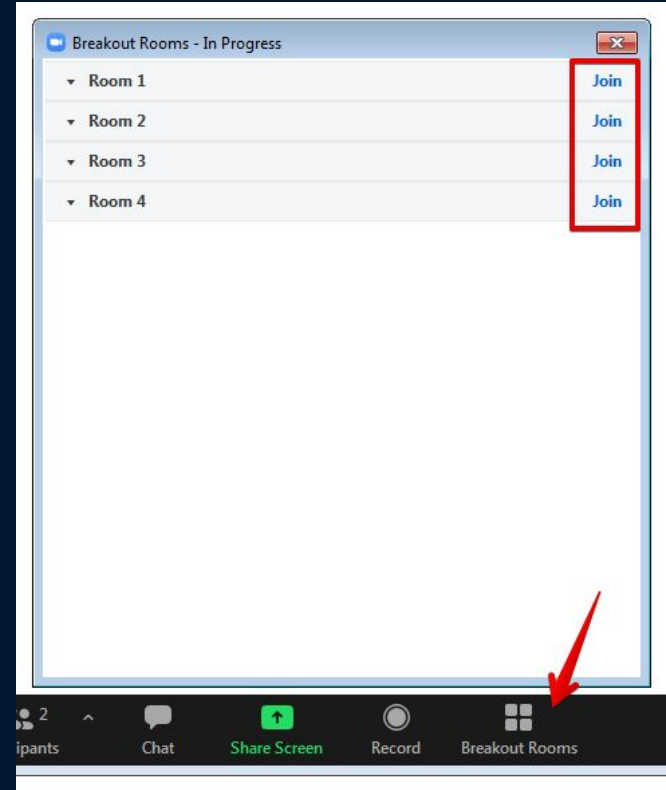 Breakout Rooms - In Progress
Room 1 Join
Room 2 Join
Room 3 Join
Room 4 Join
2
ipants Chat Share Screen Record Breakout Rooms